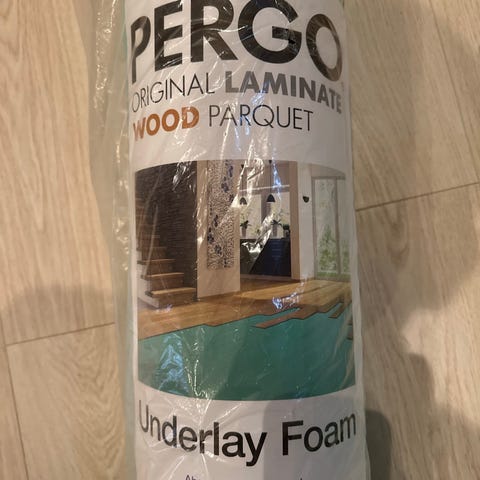 PERGO
ORIGINAL LAMINATE
WOOD PARQUET
Underlay Foam